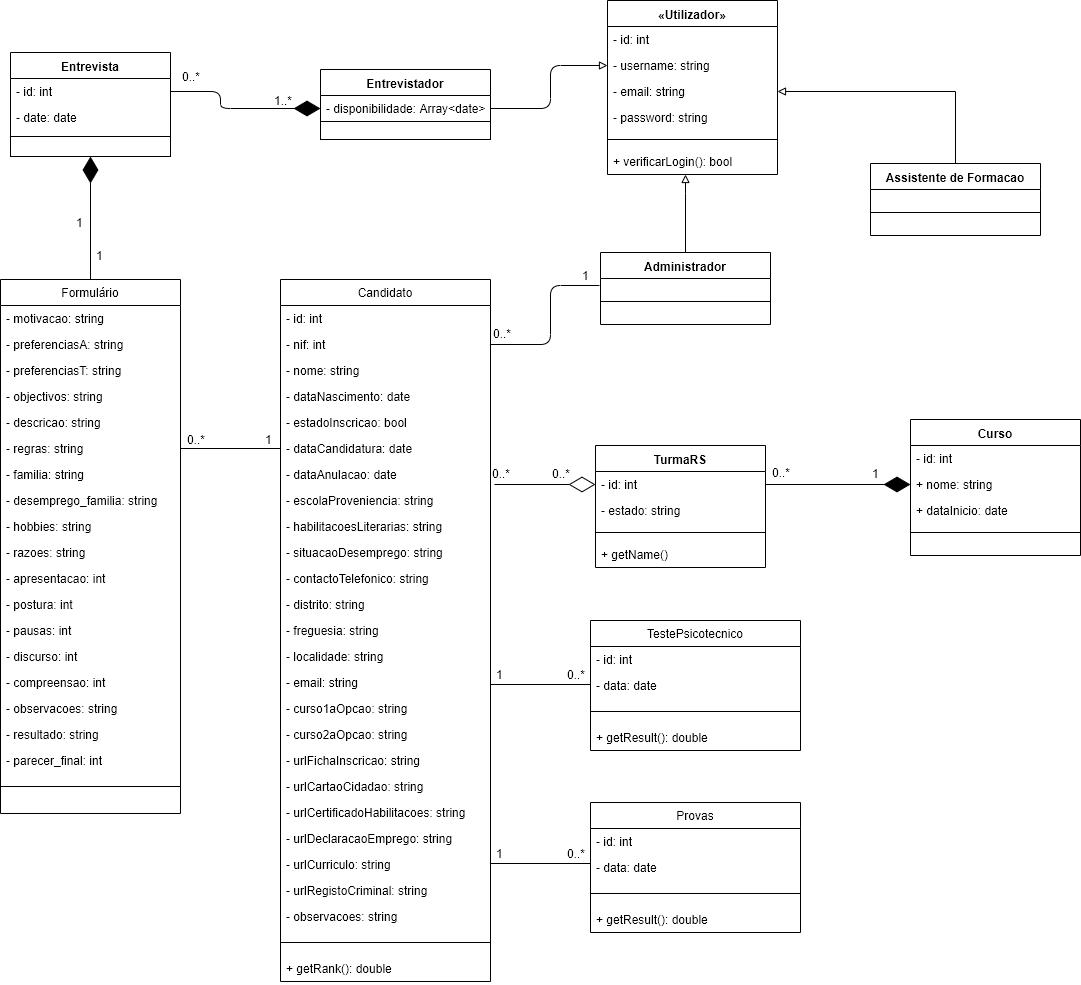 «Utilizador»
- id: int
- username: string
- email: string
- password: string
+ verificarLogin(): bool
Entrevista
- id: int
- date: date
0..*
1..*
Entrevistador
- disponibilidade: Array<date>
Assistente de Formacao
1
1
Administrador
1
0..*
Formulário
- motivacao: string
- preferenciasA: string
- preferenciasT: string
- objectivos: string
- descricao: string
- regras: string
- familia: string
- desemprego_familia: string
- hobbies: string
- razoes: string
- apresentacao: int
- postura: int
- pausas: int
- discurso: int
- compreensao: int
- observacoes: string
- resultado: string
- parecer_final: int
0..*
1
Candidato
- id: int
- nif: int
- nome: string
- dataNascimento: date
- estadoInscricao: bool
- dataCandidatura: date
- dataAnulacao: date
- escolaProveniencia: string
- habilitacoesLiterarias: string
- situacaoDesemprego: string
- contactoTelefonico: string
- distrito: string
- freguesia: string
- localidade: string
- email: string
- curso1aOpcao: string
- curso2aOpcao: string
- urlFichaInscricao: string
- urlCartaoCidadao: string
- urlCertificadoHabilitacoes: string
- urlDeclaracaoEmprego: string
- urlCurriculo: string
- urlRegistoCriminal: string
- observacoes: string
+ getRank(): double
0..*
0..*
TurmaRS
- id: int
- estado: string
+ getName()
0..*
1
Curso
- id: int
+ nome: string
+ dataInicio: date
1
0..*
TestePsicotecnico
- id: int
- data: date
+ getResult(): double
1
0..*
Provas
- id: int
- data: date
+ getResult(): double